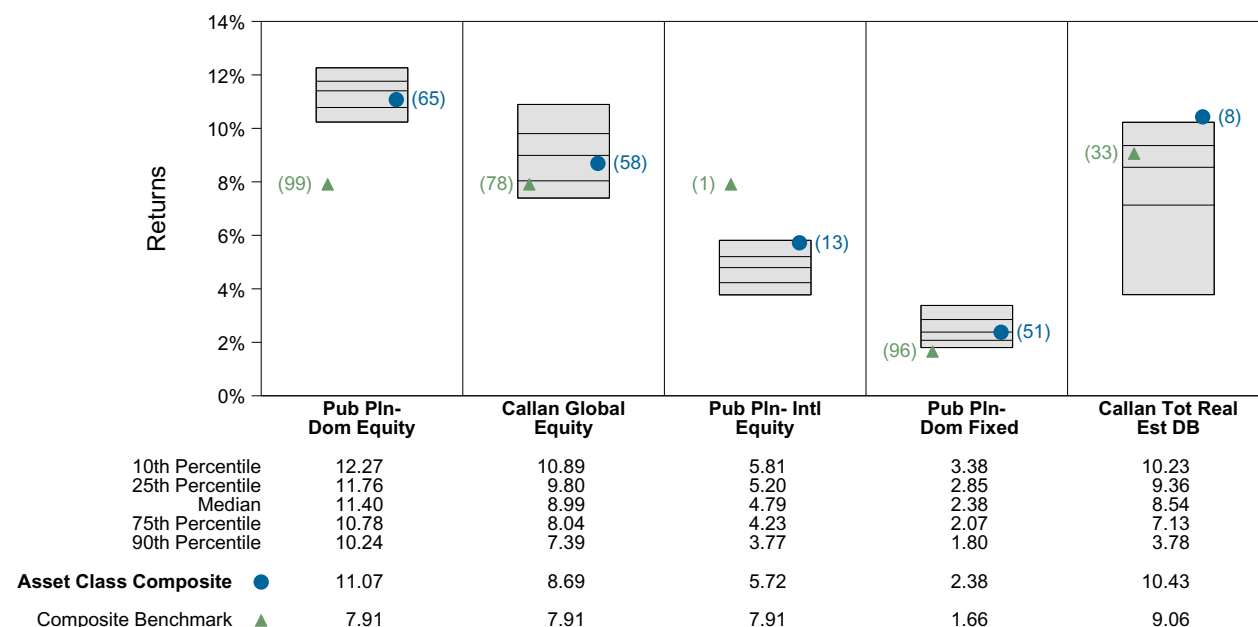 14%
12%
10%
8%
6%
4%
2%
0%
Returns
(65)
(99)
(58)
(78)
(1)
(13)
(51)
(96)
(8)
(33)
Pub Pln- Callan Global Pub Pln- Intl Pub Pln- Callan Tot Real
Dom Equity Equity Equity Dom Fixed Est DB
10th Percentile 12.27 10.89 5.81 3.38 10.23
25th Percentile 11.76 9.80 5.20 2.85 9.36
Median 11.40 8.99 4.79 2.38 8.54
75th Percentile 10.78 8.04 4.23 2.07 7.13
90th Percentile 10.24 7.39 3.77 1.80 3.78
Asset Class Composite 11.07 8.69 5.72 2.38 10.43
Composite Benchmark 7.91 7.91 7.91 1.66 9.06